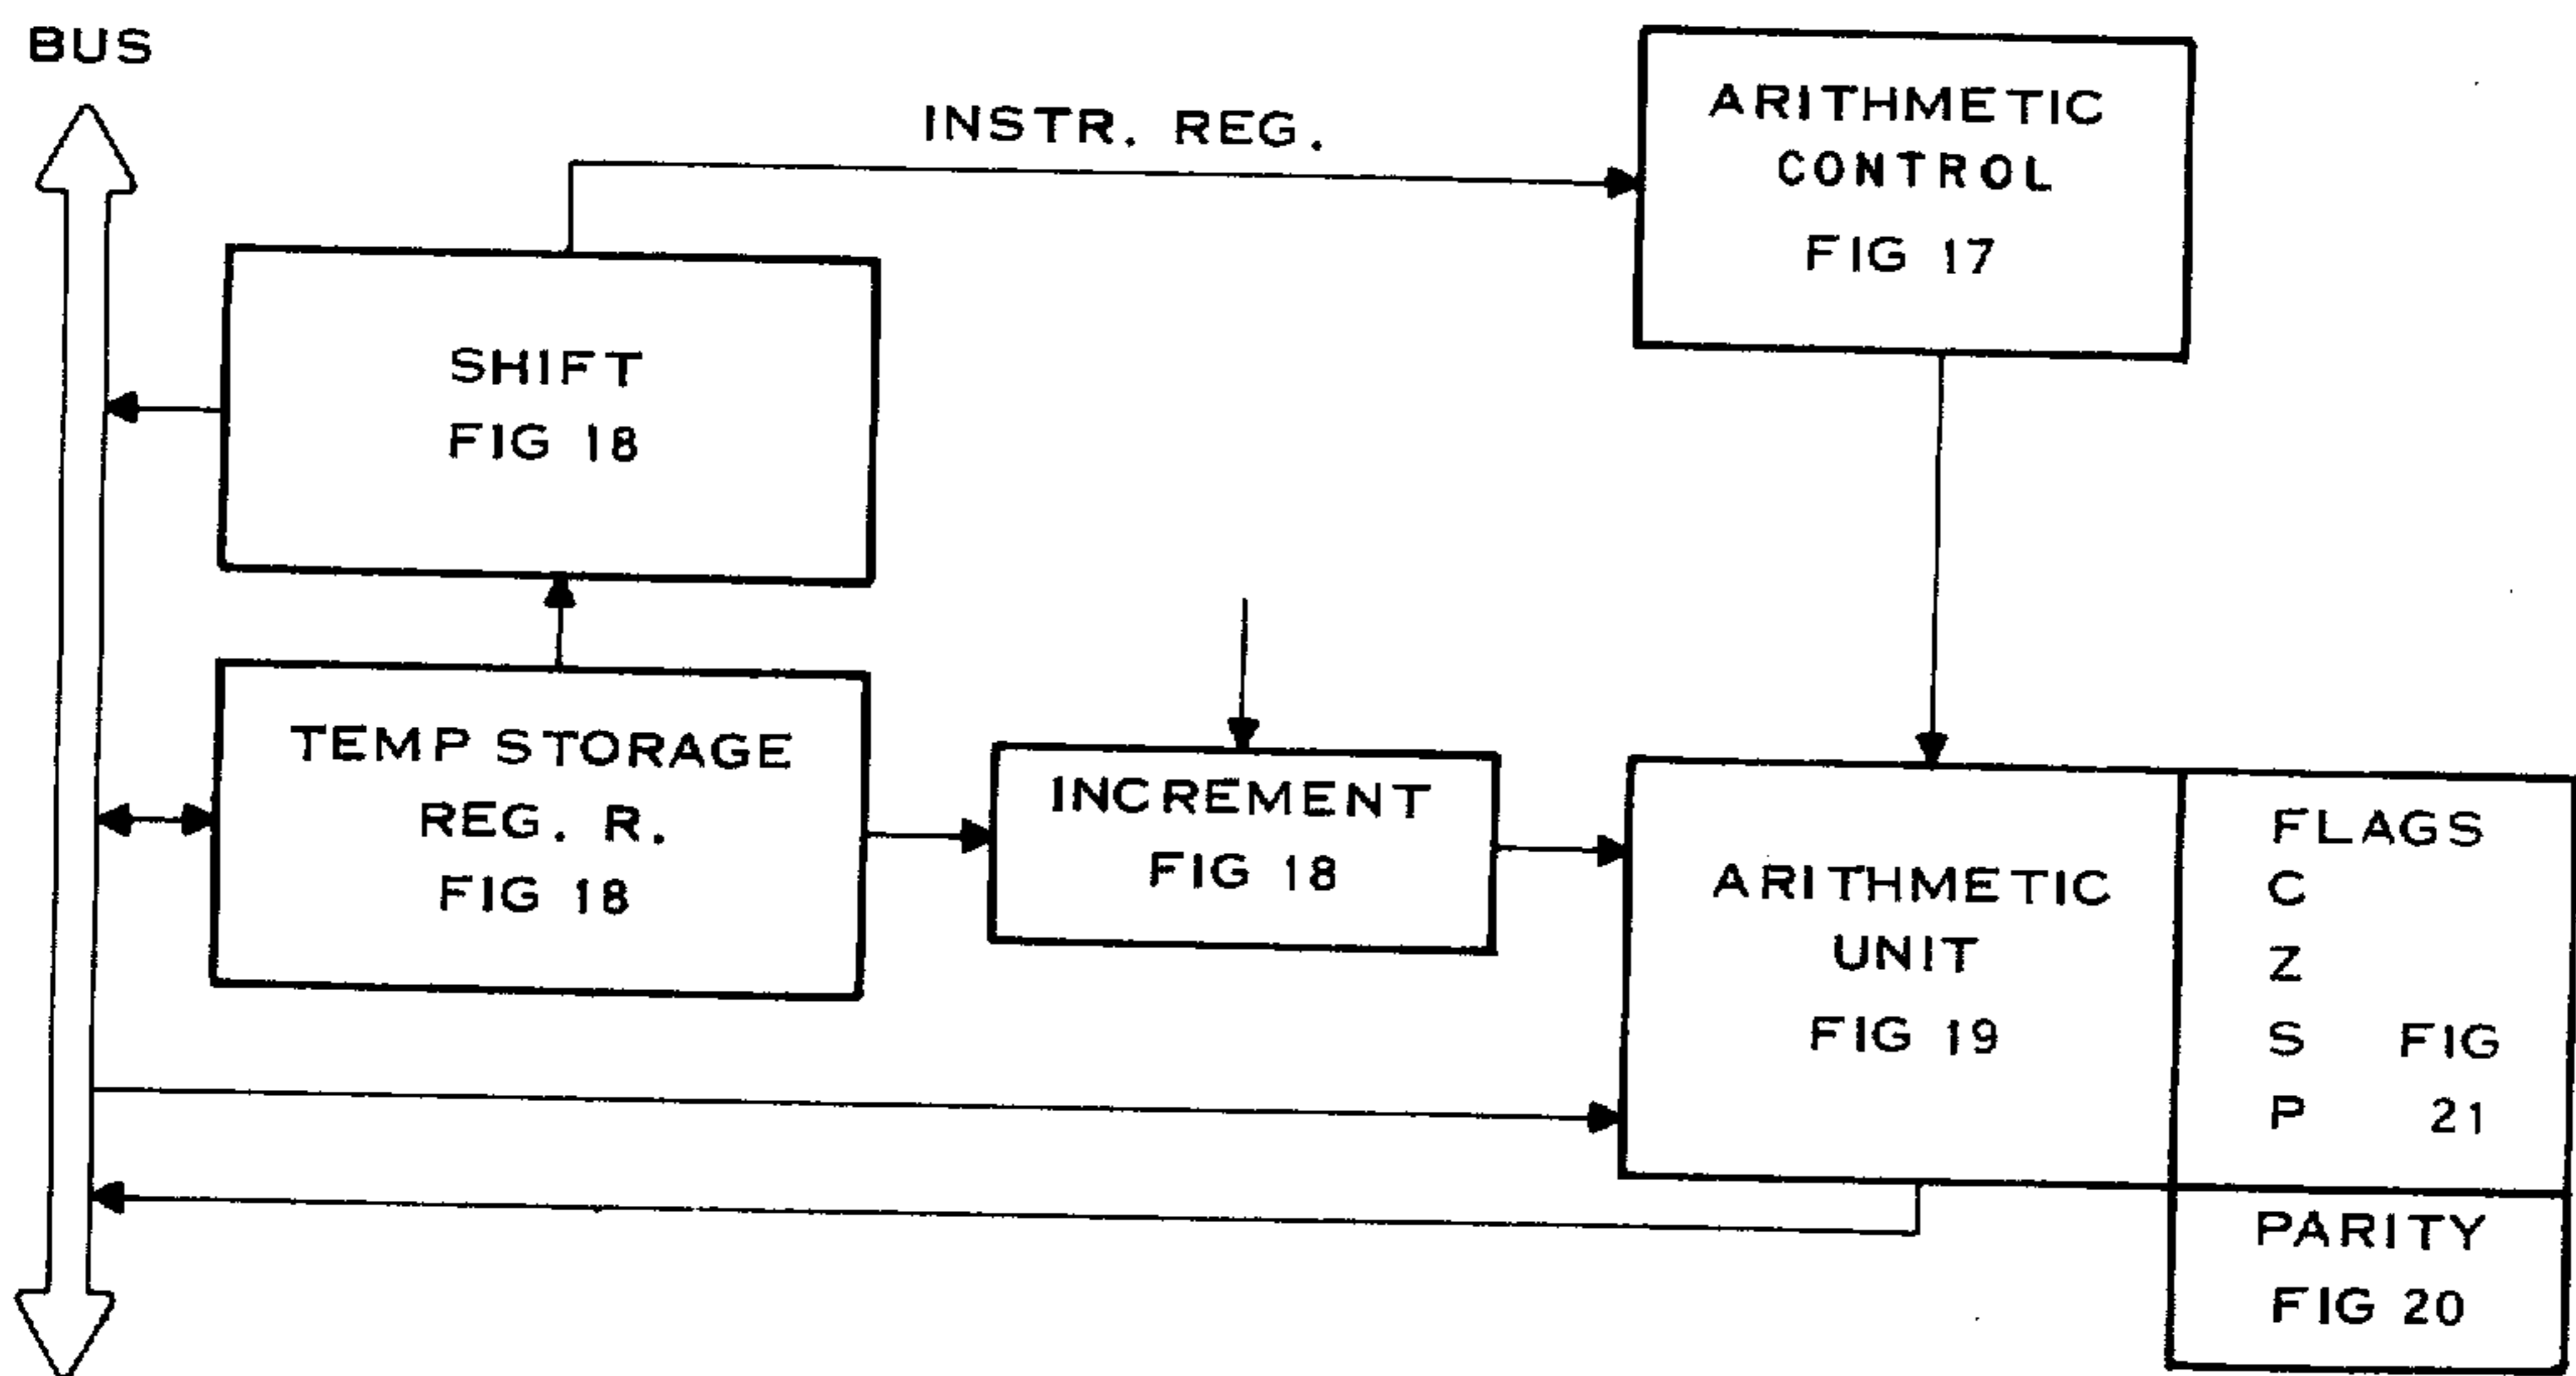 BUS
INSTR. REG.
ARITHMETIC
CONTROL
FIG 17
SHIFT
FIG 18
TEMP STORAGE
REG. R.
FIG 18
INCREMENT
FIG 18
ARITHMETIC
UNIT
FIG 19
FLAGS
C
Z
S FIG
P 21
PARITY
FIG 20